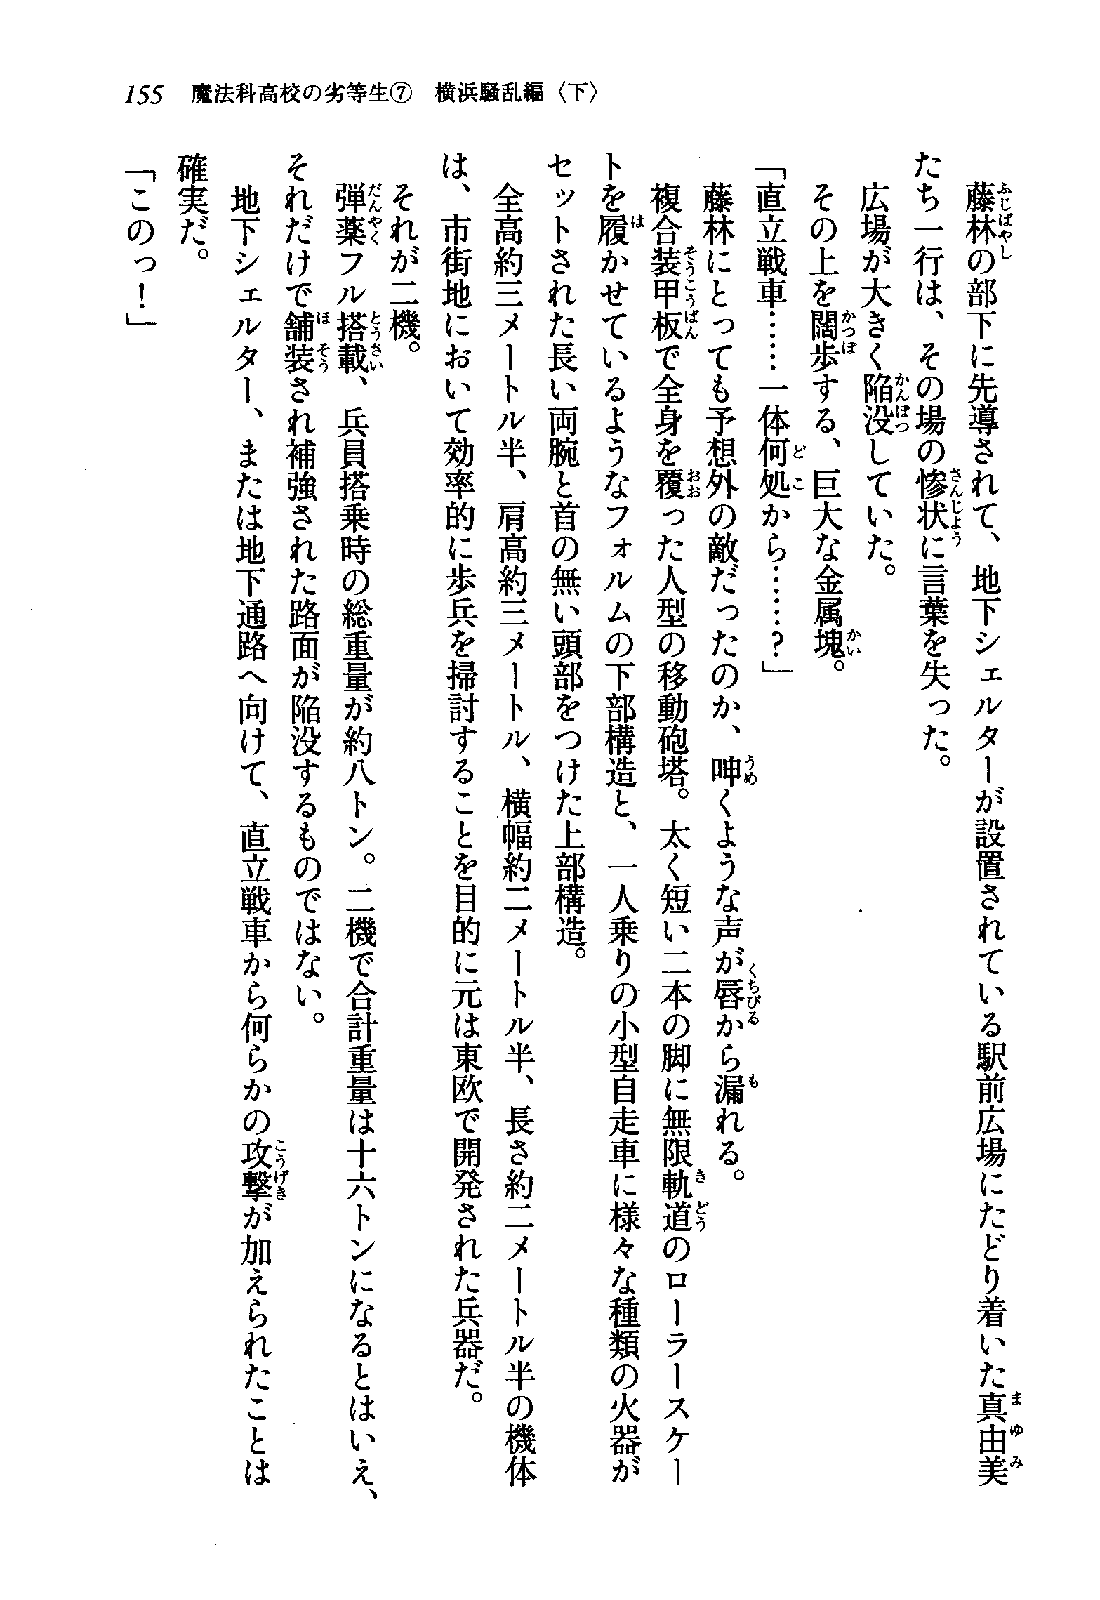 155　魔法科高校の劣等生⑦　横浜騒乱編〈下〉
　藤林の部下に先導されて、地下シェルターが設置されている駅前広場にたどり着いた真由美
たち一行は、その場の惨状に言葉を失った。
　広場が大きく陥没していた。
　その上を闊歩する、巨大な金属塊。
「直立戦車……一体何処から……？」
　藤林にとっても予想外の敵だったのか、呻くような声が唇から漏れる。
　複合装甲板で全身を覆った人型の移動砲塔。太く短い二本の脚に無限軌道のローラースケー
トを履かせているようなフォルムの下部構造と、一人乗りの小型自走車に様々な種類の火器が
セットされた長い両腕と首の無い頭部をつけた上部構造。
　全高約三メートル半、肩高約三メートル、横幅約二メートル半、長さ約二メートル半の機体
は、市街地において効率的に歩兵を掃討することを目的に元は東欧で開発された兵器だ。
　それが二機。
　弾薬フル搭載、兵員搭乗時の総重量が約八トン。二機で合計重量は十六トンになるとはいえ、
それだけで舗装され補強された路面が陥没するものではない。
　地下シェルター、または地下通路へ向けて、直立戦車から何らかの攻撃が加えられたことは
確実だ。
「このっ！」